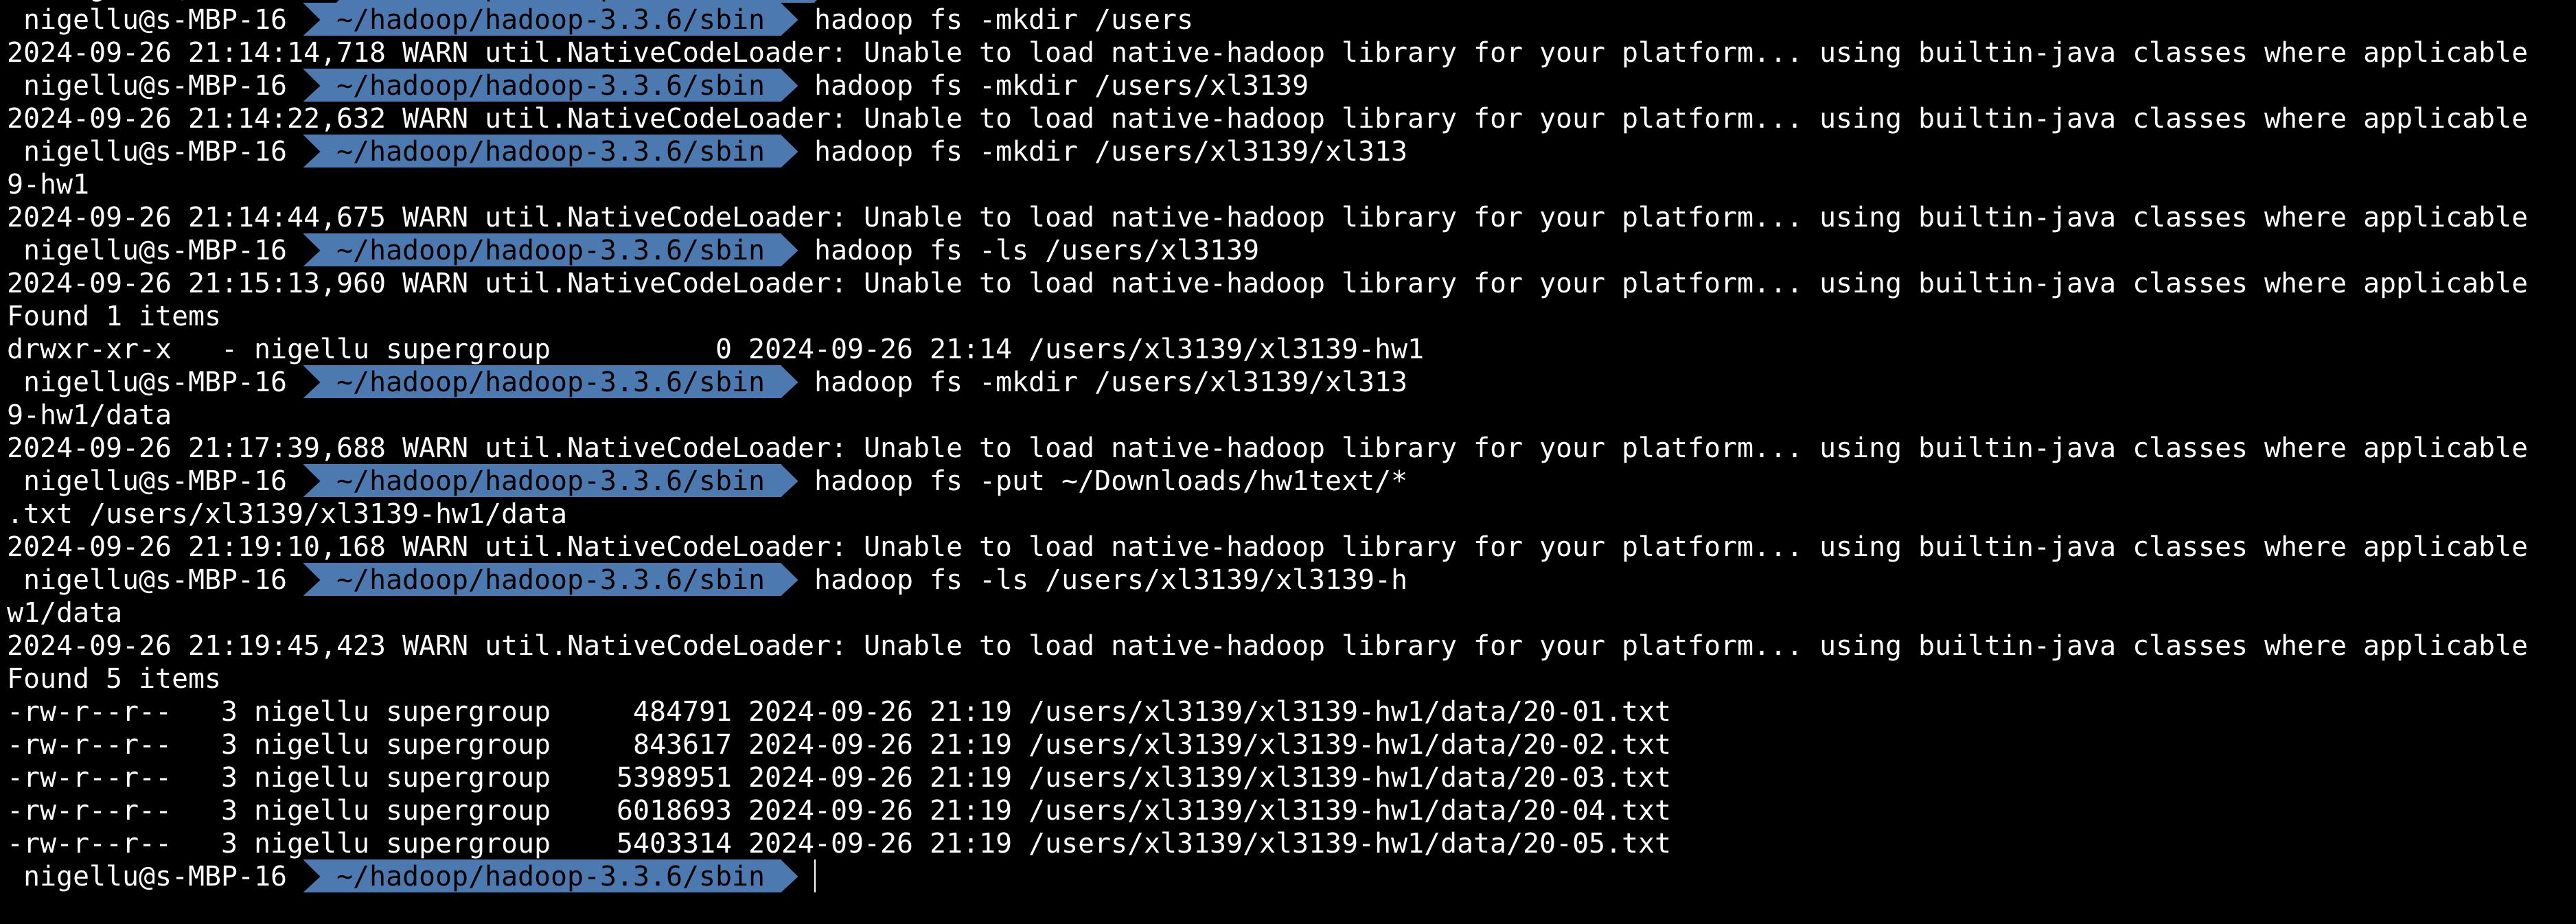 nigellu@s-MBP-16 ~/hadoop/hadoop-3.3.6/sbin hadoop fs -mkdir /users
2024-09-26 21:14:14,718 WARN util.NativeCodeLoader: Unable to load native-hadoop library for your platform... using builtin-java classes where applicable
nigellu@s-MBP-16 ~/hadoop/hadoop-3.3.6/sbin hadoop fs -mkdir /users/xl3139
2024-09-26 21:14:22,632 WARN util.NativeCodeLoader: Unable to load native-hadoop library for your platform... using builtin-java classes where applicable
nigellu@s-MBP-16 ~/hadoop/hadoop-3.3.6/sbin hadoop fs -mkdir /users/xl3139/xl313
9-hw1
2024-09-26 21:14:44,675 WARN util.NativeCodeLoader: Unable to load native-hadoop library for your platform... using builtin-java classes where applicable
nigellu@s-MBP-16 ~/hadoop/hadoop-3.3.6/sbin hadoop fs -ls /users/xl3139
2024-09-26 21:15:13,960 WARN util.NativeCodeLoader: Unable to load native-hadoop library for your platform... using builtin-java classes where applicable
Found 1 items
drwxr-xr-x   - nigellu supergroup          0 2024-09-26 21:14 /users/xl3139/xl3139-hw1
nigellu@s-MBP-16 ~/hadoop/hadoop-3.3.6/sbin hadoop fs -mkdir /users/xl3139/xl313
9-hw1/data
2024-09-26 21:17:39,688 WARN util.NativeCodeLoader: Unable to load native-hadoop library for your platform... using builtin-java classes where applicable
nigellu@s-MBP-16 ~/hadoop/hadoop-3.3.6/sbin hadoop fs -put ~/Downloads/hw1text/*
.txt /users/xl3139/xl3139-hw1/data
2024-09-26 21:19:10,168 WARN util.NativeCodeLoader: Unable to load native-hadoop library for your platform... using builtin-java classes where applicable
nigellu@s-MBP-16 ~/hadoop/hadoop-3.3.6/sbin hadoop fs -ls /users/xl3139/xl3139-h
w1/data
2024-09-26 21:19:45,423 WARN util.NativeCodeLoader: Unable to load native-hadoop library for your platform... using builtin-java classes where applicable
Found 5 items
-rw-r--r--   3 nigellu supergroup     484791 2024-09-26 21:19 /users/xl3139/xl3139-hw1/data/20-01.txt
-rw-r--r--   3 nigellu supergroup     843617 2024-09-26 21:19 /users/xl3139/xl3139-hw1/data/20-02.txt
-rw-r--r--   3 nigellu supergroup    5398951 2024-09-26 21:19 /users/xl3139/xl3139-hw1/data/20-03.txt
-rw-r--r--   3 nigellu supergroup    6018693 2024-09-26 21:19 /users/xl3139/xl3139-hw1/data/20-04.txt
-rw-r--r--   3 nigellu supergroup    5403314 2024-09-26 21:19 /users/xl3139/xl3139-hw1/data/20-05.txt
nigellu@s-MBP-16 ~/hadoop/hadoop-3.3.6/sbin